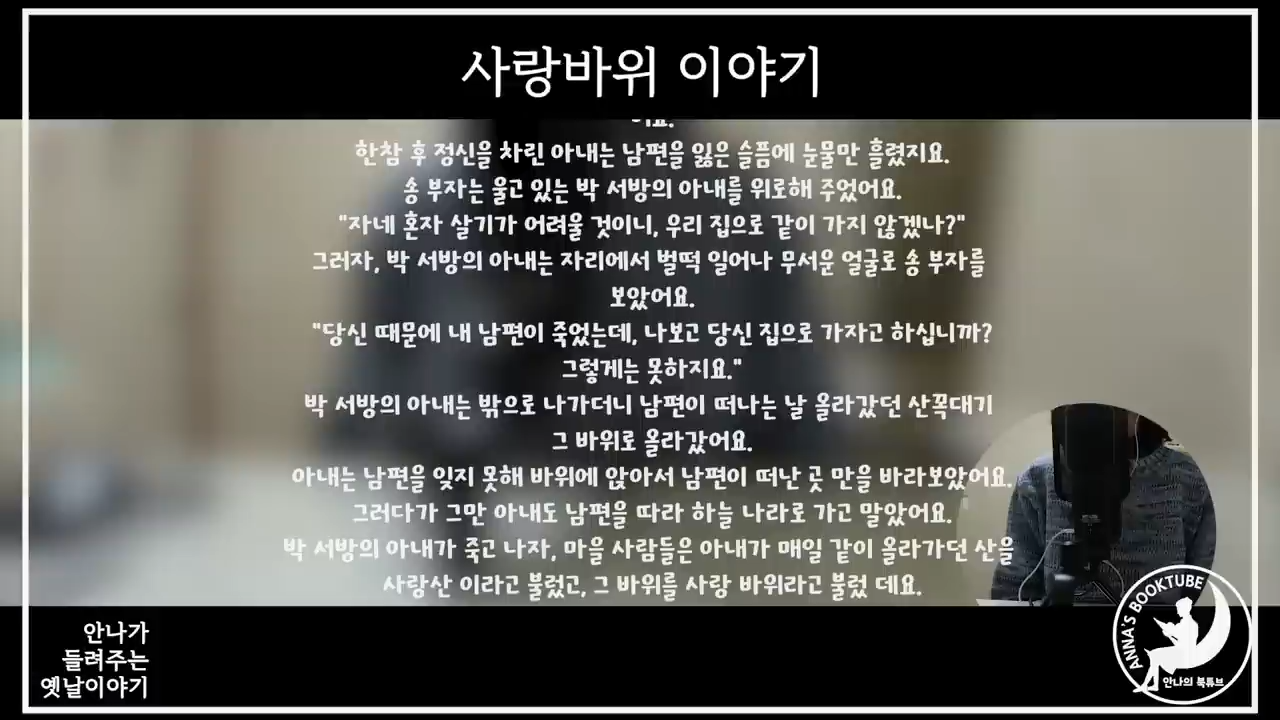 사랑바위 이야기
어요.
한참 후 정신을 차린 아내는 남편을 잃은 슬픔에 눈물만 흘렸지요.
송 부자는 울고 있는 박 서방의 아내를 위로해 주었어요.
"자네 혼자 살기가 어려울 것이니, 우리 집으로 같이 가지 않겠나?"
그러자, 박 서방의 아내는 자리에서 벌떡 일어나 무서운 얼굴로 송 부자를
보았어요.
"당신 때문에 내 남편이 죽었는데, 나보고 당신 집으로 가자고 하십니까?
그렇게는 못하지요."
박 서방의 아내는 밖으로 나가더니 남편이 떠나는 날 올라갔던 산꼭대기
그 바위로 올라갔어요.
아내는 남편을 잊지 못해 바위에 앉아서 남편이 떠난 곳 만을 바라보았어요.
그러다가 그만 아내도 남편을 따라 하늘 나라로 가고 말았어요.
박 서방의 아내가 죽고 나자, 마을 사람들은 아내가 매일 같이 올라가던 산을
사랑산 이라고 불렀고, 그 바위를 사랑 바위라고 불렀 데요.
안나가
들려주는
옛날이야기
ANNA'S BOOKTUBE
안나의 북튜브